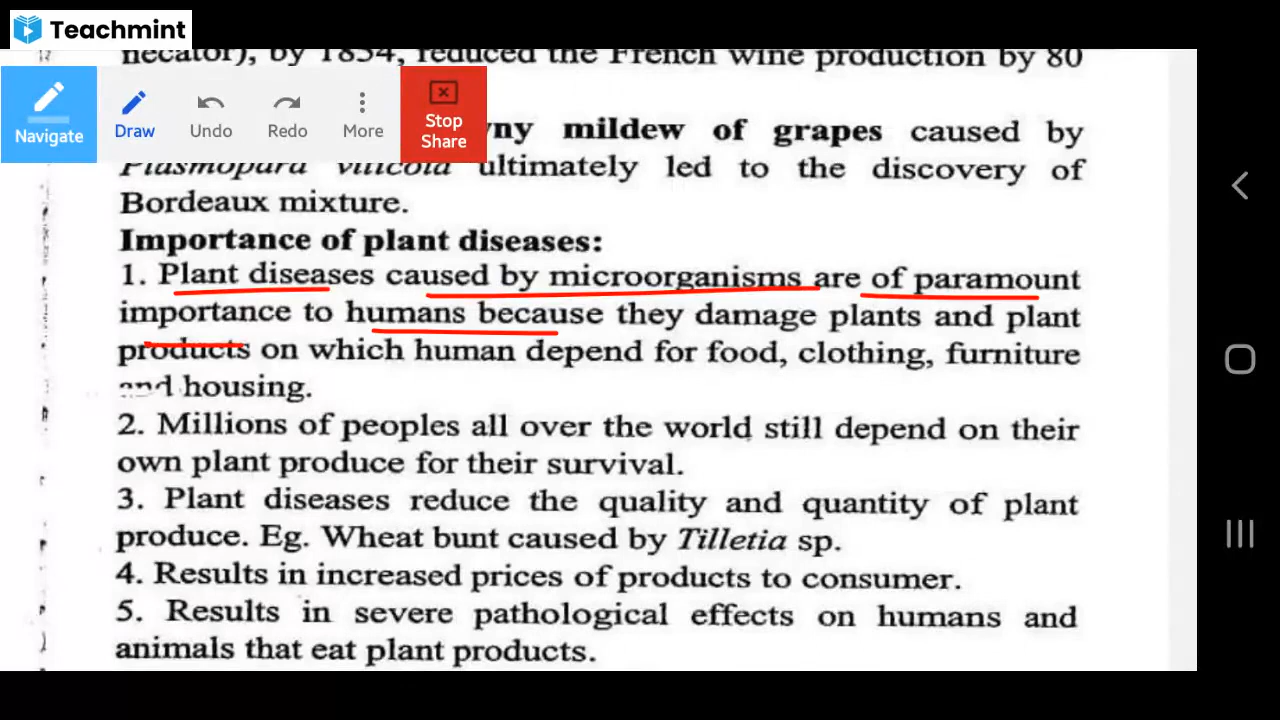 Teachmint
necator), by 1854, reduced the French wine production by 80
Navigate
Draw
Undo
Redo
More
Stop
Share
mildew of grapes caused by
Plasmopara viticola ultimately led to the discovery of
Bordeaux mixture.
Importance of plant diseases:
1. Plant diseases caused by microorganisms are of paramount
importance to humans because they damage plants and plant
products on which human depend for food, clothing, furniture
and housing.
2. Millions of peoples all over the world still depend on their
own plant produce for their survival.
3. Plant diseases reduce the quality and quantity of plant
produce. Eg. Wheat bunt caused by Tilletia sp.
4. Results in increased prices of products to consumer.
5. Results in severe pathological effects on humans and
animals that eat plant products.